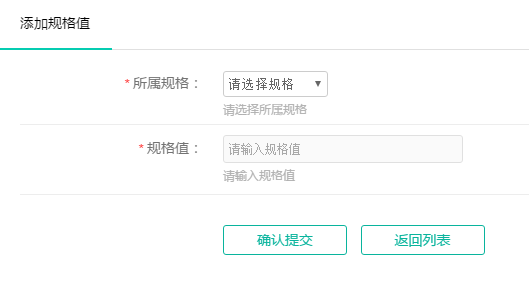 添加规格值
*所属规格： 请选择规格 ▼
请选择所属规格
*规格值： 请输入规格值
请输入规格值
确认提交 返回列表